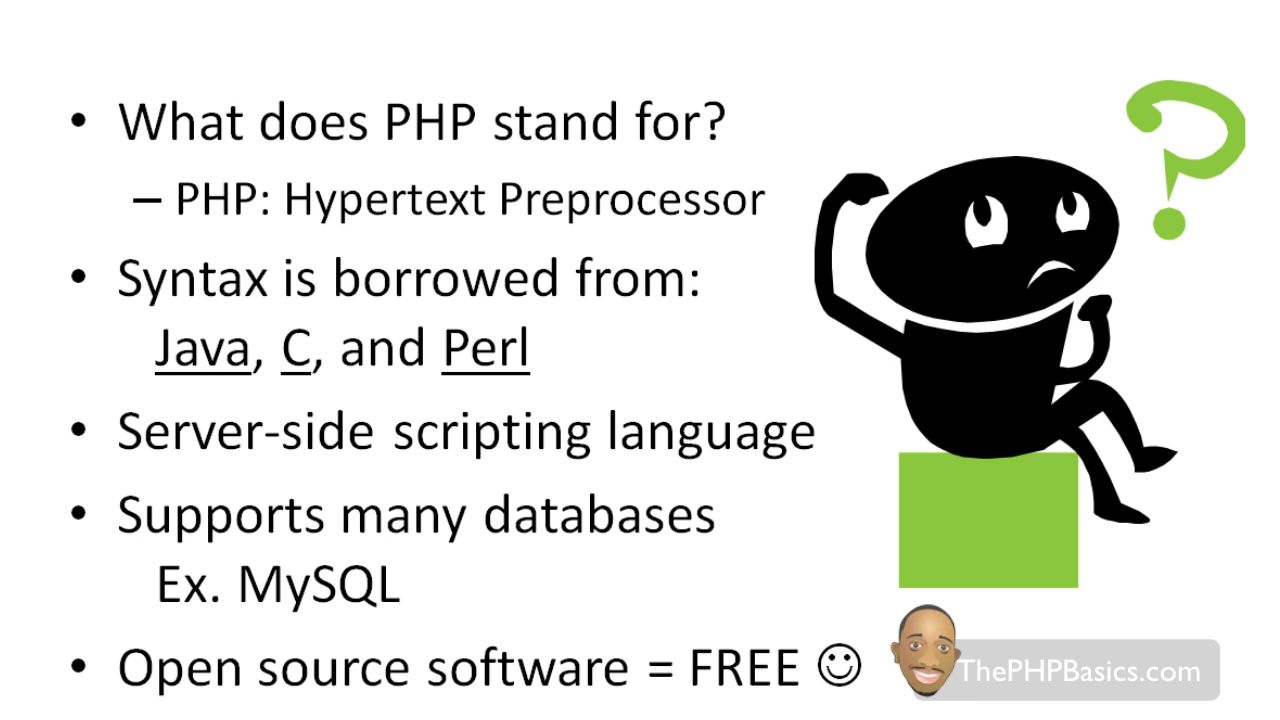 • What does PHP stand for?
– PHP: Hypertext Preprocessor
• Syntax is borrowed from:
Java, C, and Perl
• Server-side scripting language
• Supports many databases
Ex. MySQL
• Open source software = FREE ☺
ThePHPBasics.com
?